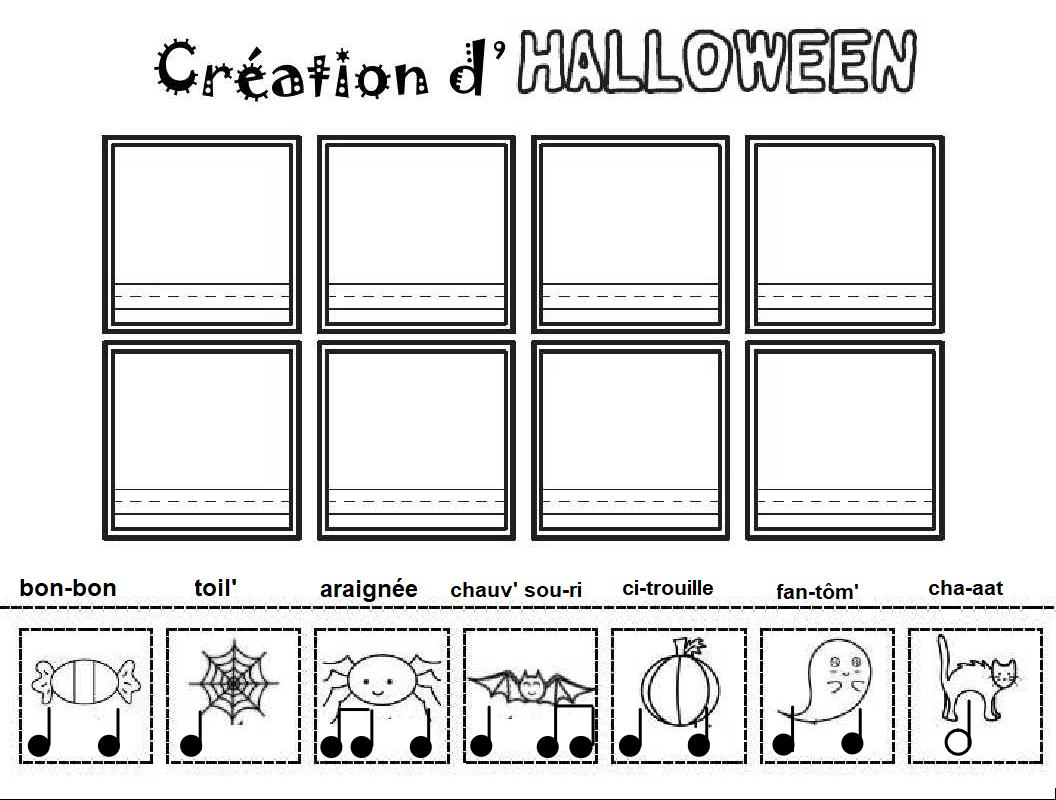 Création d' HALLOWEEN
bon-bon toil' araignée chauv' sou-ri ci-trouille fan-tôm' cha-aat